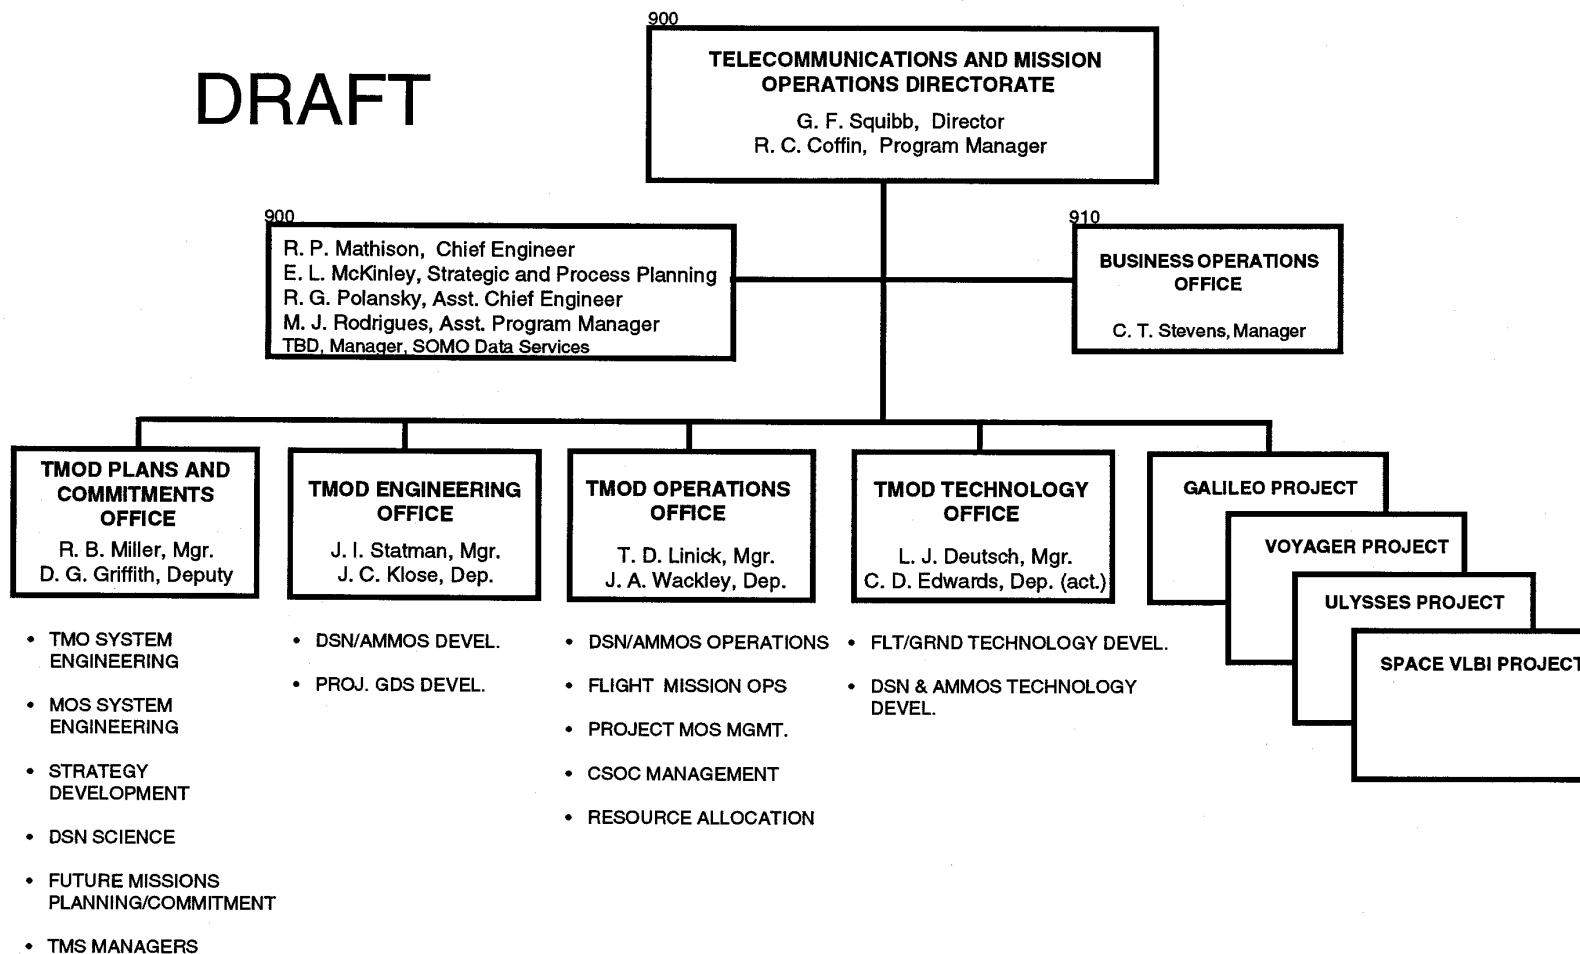 900
TELECOMMUNICATIONS AND MISSION
OPERATIONS DIRECTORATE
G. F. Squibb, Director
R. C. Coffin, Program Manager
DRAFT
900
R. P. Mathison, Chief Engineer
E. L. McKinley, Strategic and Process Planning
R. G. Polansky, Asst. Chief Engineer
M. J. Rodrigues, Asst. Program Manager
TBD, Manager, SOMO Data Services
910
BUSINESS OPERATIONS
OFFICE
C. T. Stevens, Manager
TMOD PLANS AND
COMMITMENTS
OFFICE
R. B. Miller, Mgr.
D. G. Griffith, Deputy
• TMO SYSTEM
ENGINEERING
• MOS SYSTEM
ENGINEERING
• STRATEGY
DEVELOPMENT
• DSN SCIENCE
• FUTURE MISSIONS
PLANNING/COMMITMENT
• TMS MANAGERS
TMOD ENGINEERING
OFFICE
J. I. Statman, Mgr.
J. C. Klose, Dep.
• DSN/AMMOS DEVEL.
• PROJ. GDS DEVEL.
TMOD OPERATIONS
OFFICE
T. D. Linick, Mgr.
J. A. Wackley, Dep.
• DSN/AMMOS OPERATIONS
• FLIGHT MISSION OPS
• PROJECT MOS MGMT.
• CSOC MANAGEMENT
• RESOURCE ALLOCATION
TMOD TECHNOLOGY
OFFICE
L. J. Deutsch, Mgr.
C. D. Edwards, Dep. (act.)
• FLT/GRND TECHNOLOGY DEVEL.
• DSN & AMMOS TECHNOLOGY
DEVEL.
GALILEO PROJECT
VOYAGER PROJECT
ULYSSES PROJECT
SPACE VLBI PROJECT